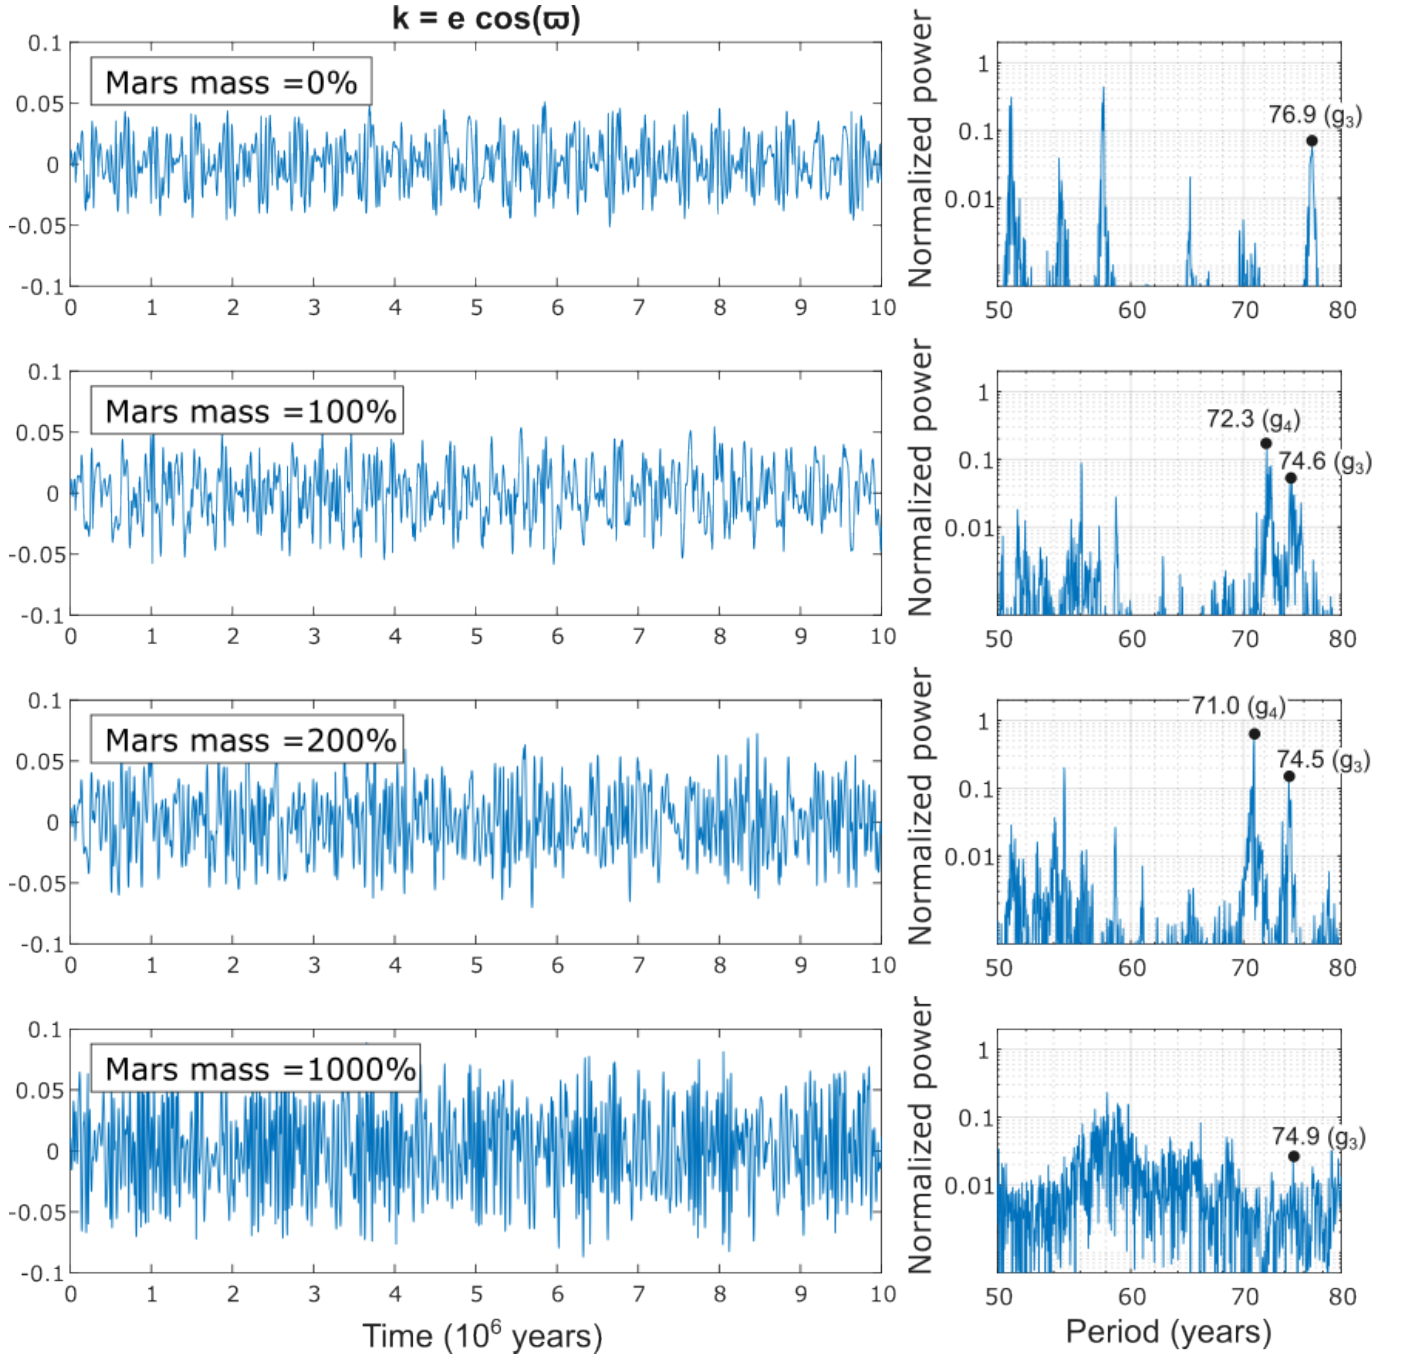 k = e cos(ϖ)
Mars mass =0%
0.1
0.05
0
-0.05
-0.1
0 1 2 3 4 5 6 7 8 9 10
Normalized power
1
0.1
0.01
76.9 (g₃)
50 60 70 80
Mars mass =100%
0.1
0.05
0
-0.05
-0.1
0 1 2 3 4 5 6 7 8 9 10
Normalized power
1
0.1
0.01
72.3 (g₄)
74.6 (g₃)
50 60 70 80
Mars mass =200%
0.1
0.05
0
-0.05
-0.1
0 1 2 3 4 5 6 7 8 9 10
Normalized power
1
0.1
0.01
71.0 (g₄)
74.5 (g₃)
50 60 70 80
Mars mass =1000%
0.1
0.05
0
-0.05
-0.1
0 1 2 3 4 5 6 7 8 9 10
Time (10⁶ years)
Normalized power
1
0.1
0.01
74.9 (g₃)
50 60 70 80
Period (years)